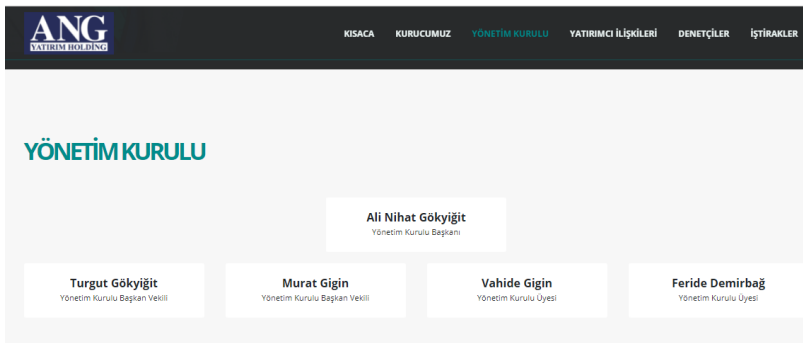 ANG
YATIRIM HOLDİNG
KISACA KURUCUMUZ YÖNETİM KURULU YATIRIMCI İLİŞKİLERİ DENETÇİLER İŞTİRAKLER
YÖNETİM KURULU
Ali Nihat Gökyiğit
Yönetim Kurulu Başkanı
Turgut Gökyiğit
Yönetim Kurulu Başkan Vekili
Murat Gigin
Yönetim Kurulu Başkan Vekili
Vahide Gigin
Yönetim Kurulu Üyesi
Feride Demirbağ
Yönetim Kurulu Üyesi